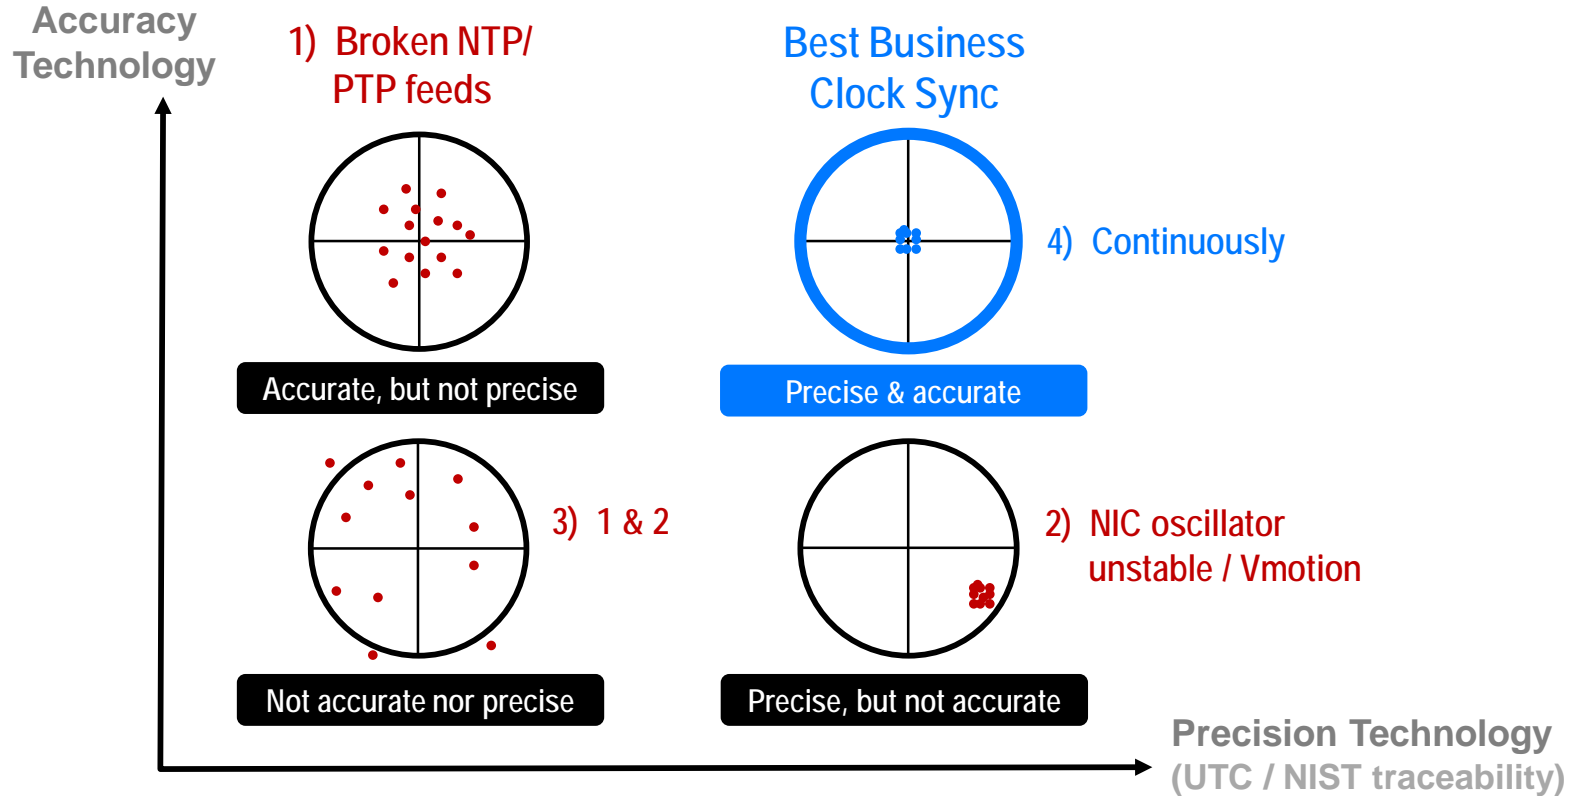 Accuracy
Technology
1) Broken NTP/
PTP feeds
Best Business
Clock Sync
4) Continuously
Accurate, but not precise
Precise & accurate
3) 1 & 2
2) NIC oscillator
unstable / Vmotion
Not accurate nor precise
Precise, but not accurate
Precision Technology
(UTC / NIST traceability)